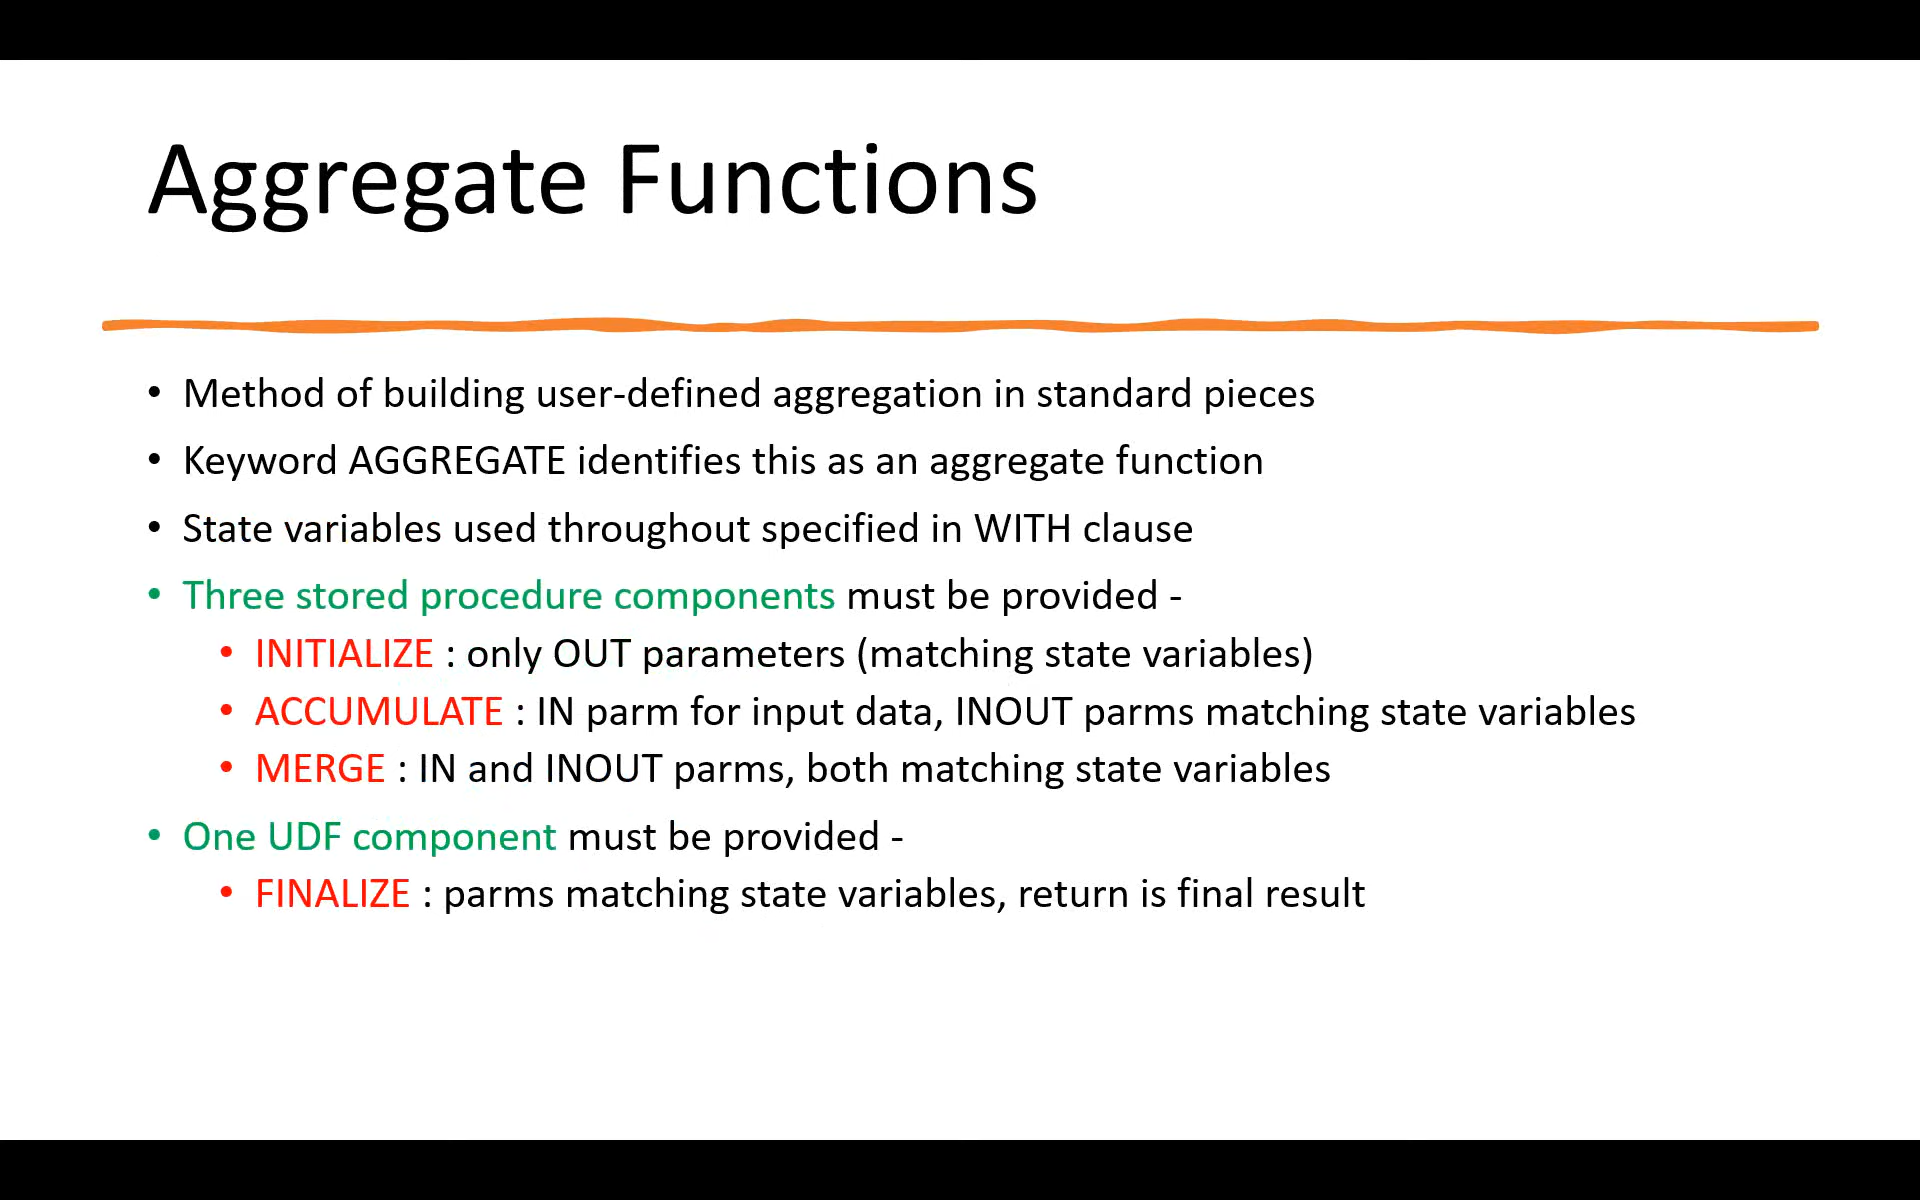 Aggregate Functions
• Method of building user-defined aggregation in standard pieces
• Keyword AGGREGATE identifies this as an aggregate function
• State variables used throughout specified in WITH clause
• Three stored procedure components must be provided -
• INITIALIZE : only OUT parameters (matching state variables)
• ACCUMULATE : IN parm for input data, INOUT parms matching state variables
• MERGE : IN and INOUT parms, both matching state variables
• One UDF component must be provided -
• FINALIZE : parms matching state variables, return is final result